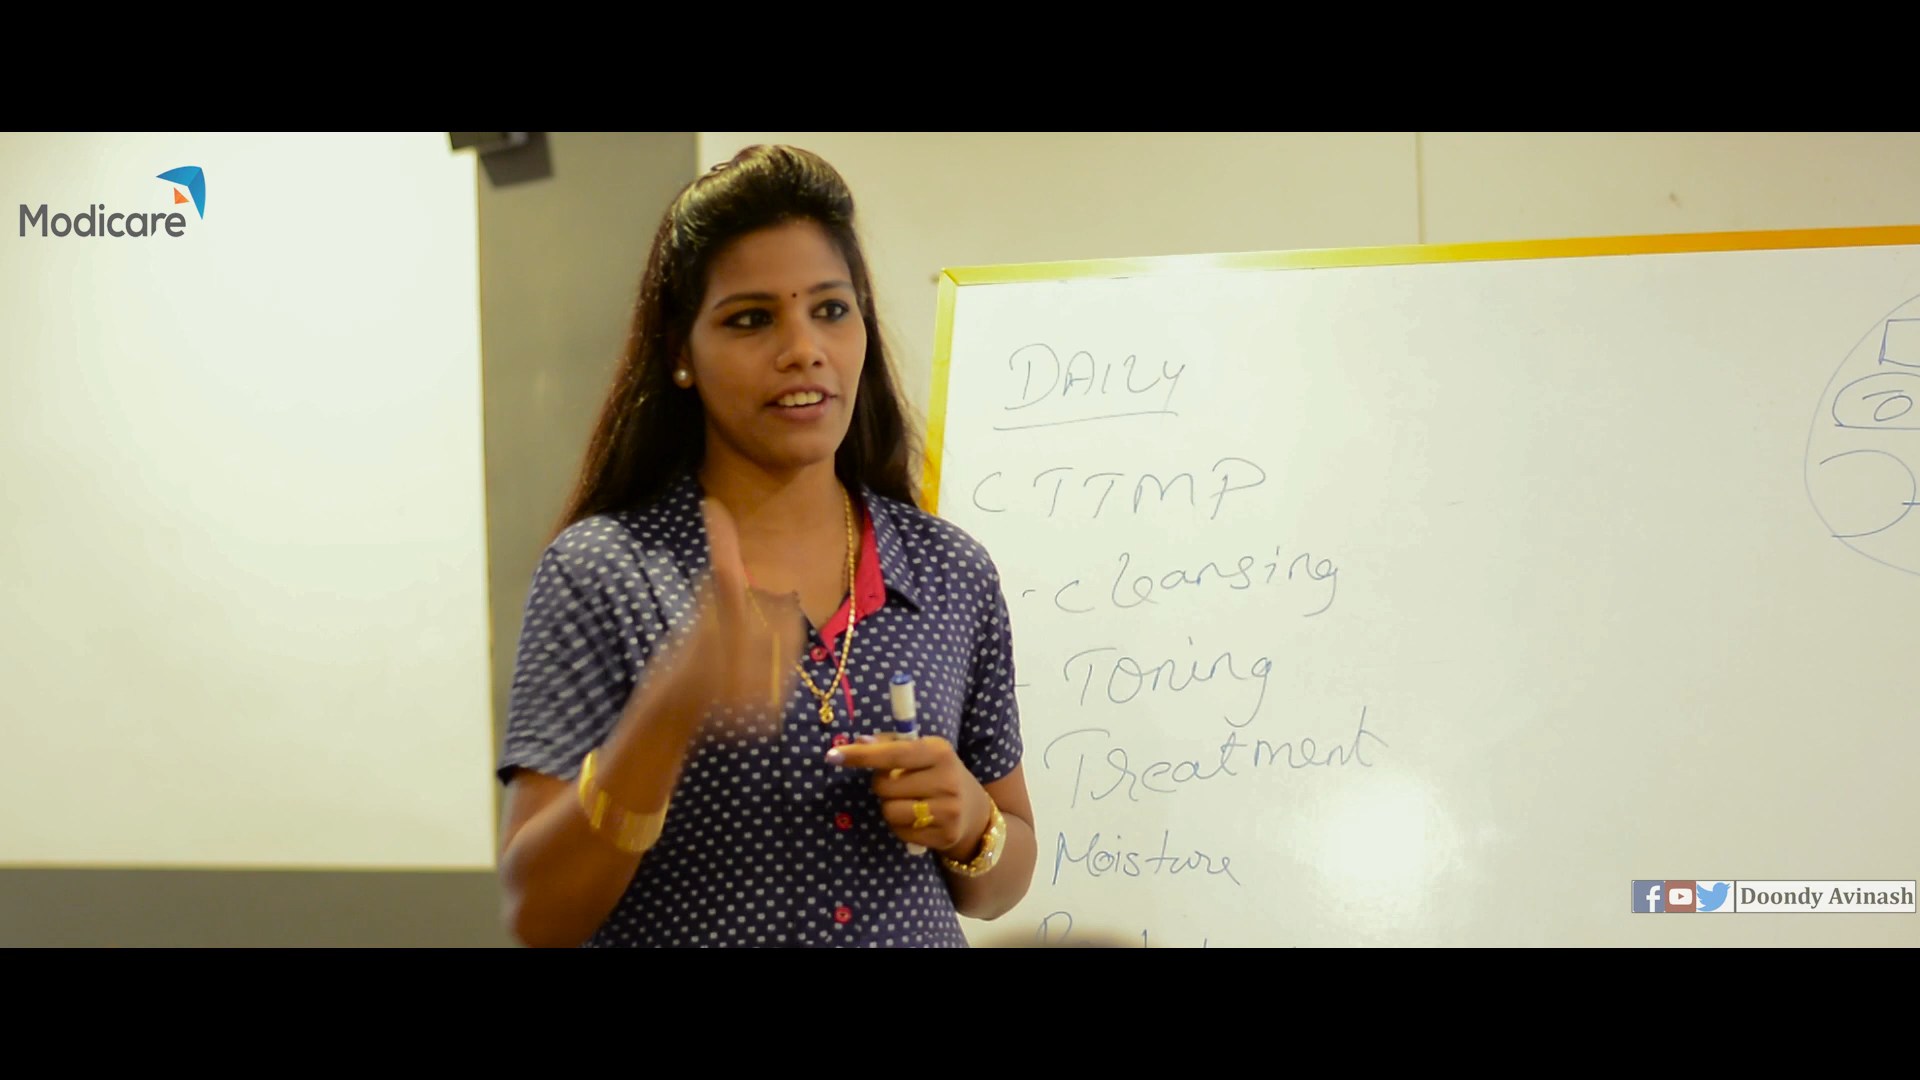 Modicare
DAILY
CTTMP
- cleansing
- Toning
Treatment
Moisture
Doondy Avinash